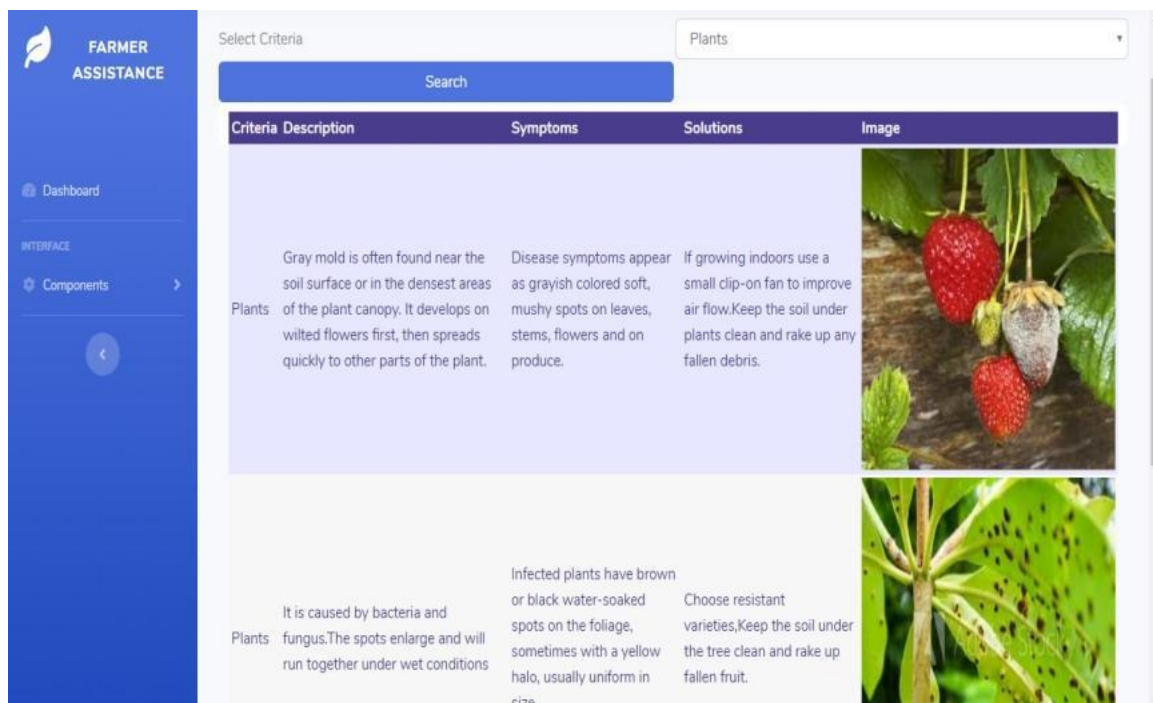 FARMER
ASSISTANCE
Dashboard
INTERFACE
Components
Select Criteria
Plants
Search
Criteria Description Symptoms Solutions Image
Plants
Gray mold is often found near the
soil surface or in the densest areas
of the plant canopy. It develops on
wilted flowers first, then spreads
quickly to other parts of the plant.
Disease symptoms appear
as grayish colored soft,
mushy spots on leaves,
stems, flowers and on
produce.
If growing indoors use a
small clip-on fan to improve
air flow.Keep the soil under
plants clean and rake up any
fallen debris.
Plants
It is caused by bacteria and
fungus.The spots enlarge and will
run together under wet conditions
Infected plants have brown
or black water-soaked
spots on the foliage,
sometimes with a yellow
halo, usually uniform in
size
Choose resistant
varieties,Keep the soil under
the tree clean and rake up
fallen fruit.